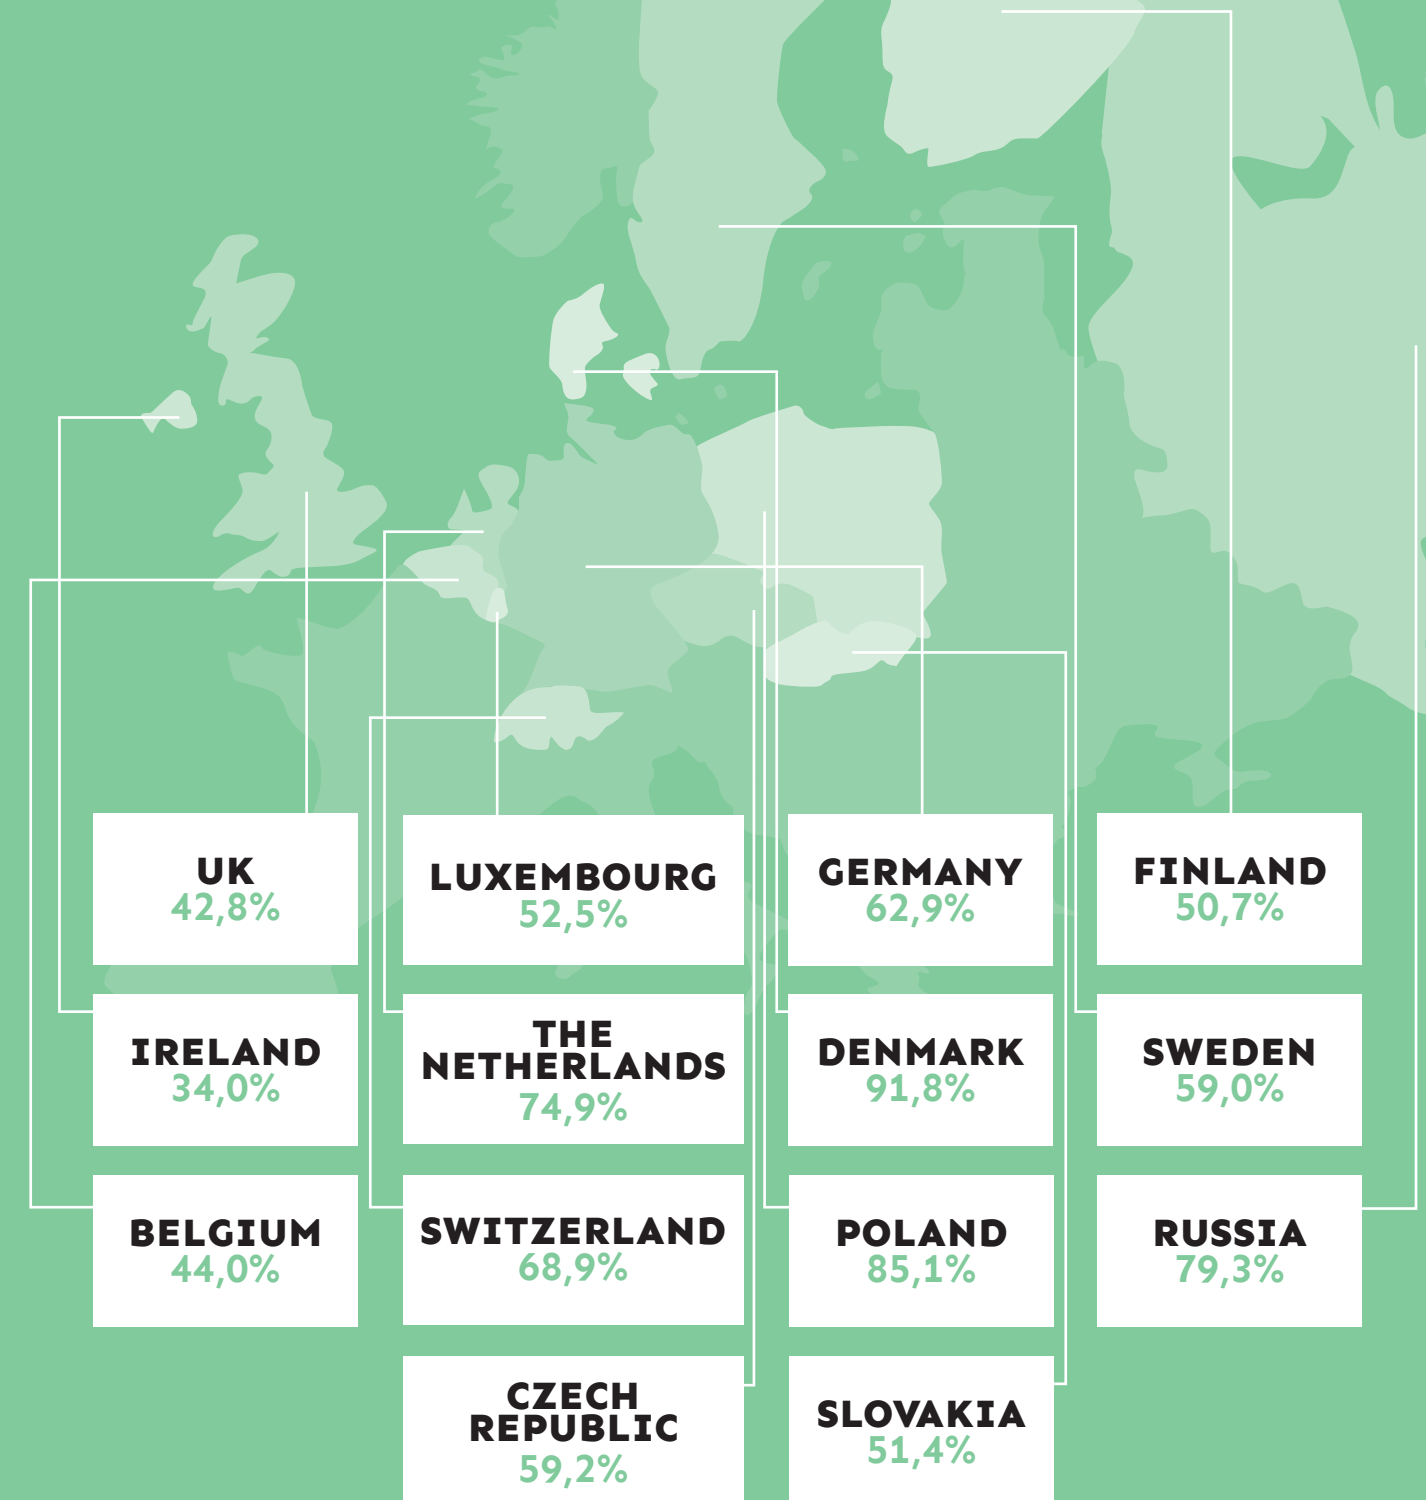 UK
42,8%
LUXEMBOURG
52,5%
GERMANY
62,9%
FINLAND
50,7%
IRELAND
34,0%
THE
NETHERLANDS
74,9%
DENMARK
91,8%
SWEDEN
59,0%
BELGIUM
44,0%
SWITZERLAND
68,9%
POLAND
85,1%
RUSSIA
79,3%
CZECH
REPUBLIC
59,2%
SLOVAKIA
51,4%